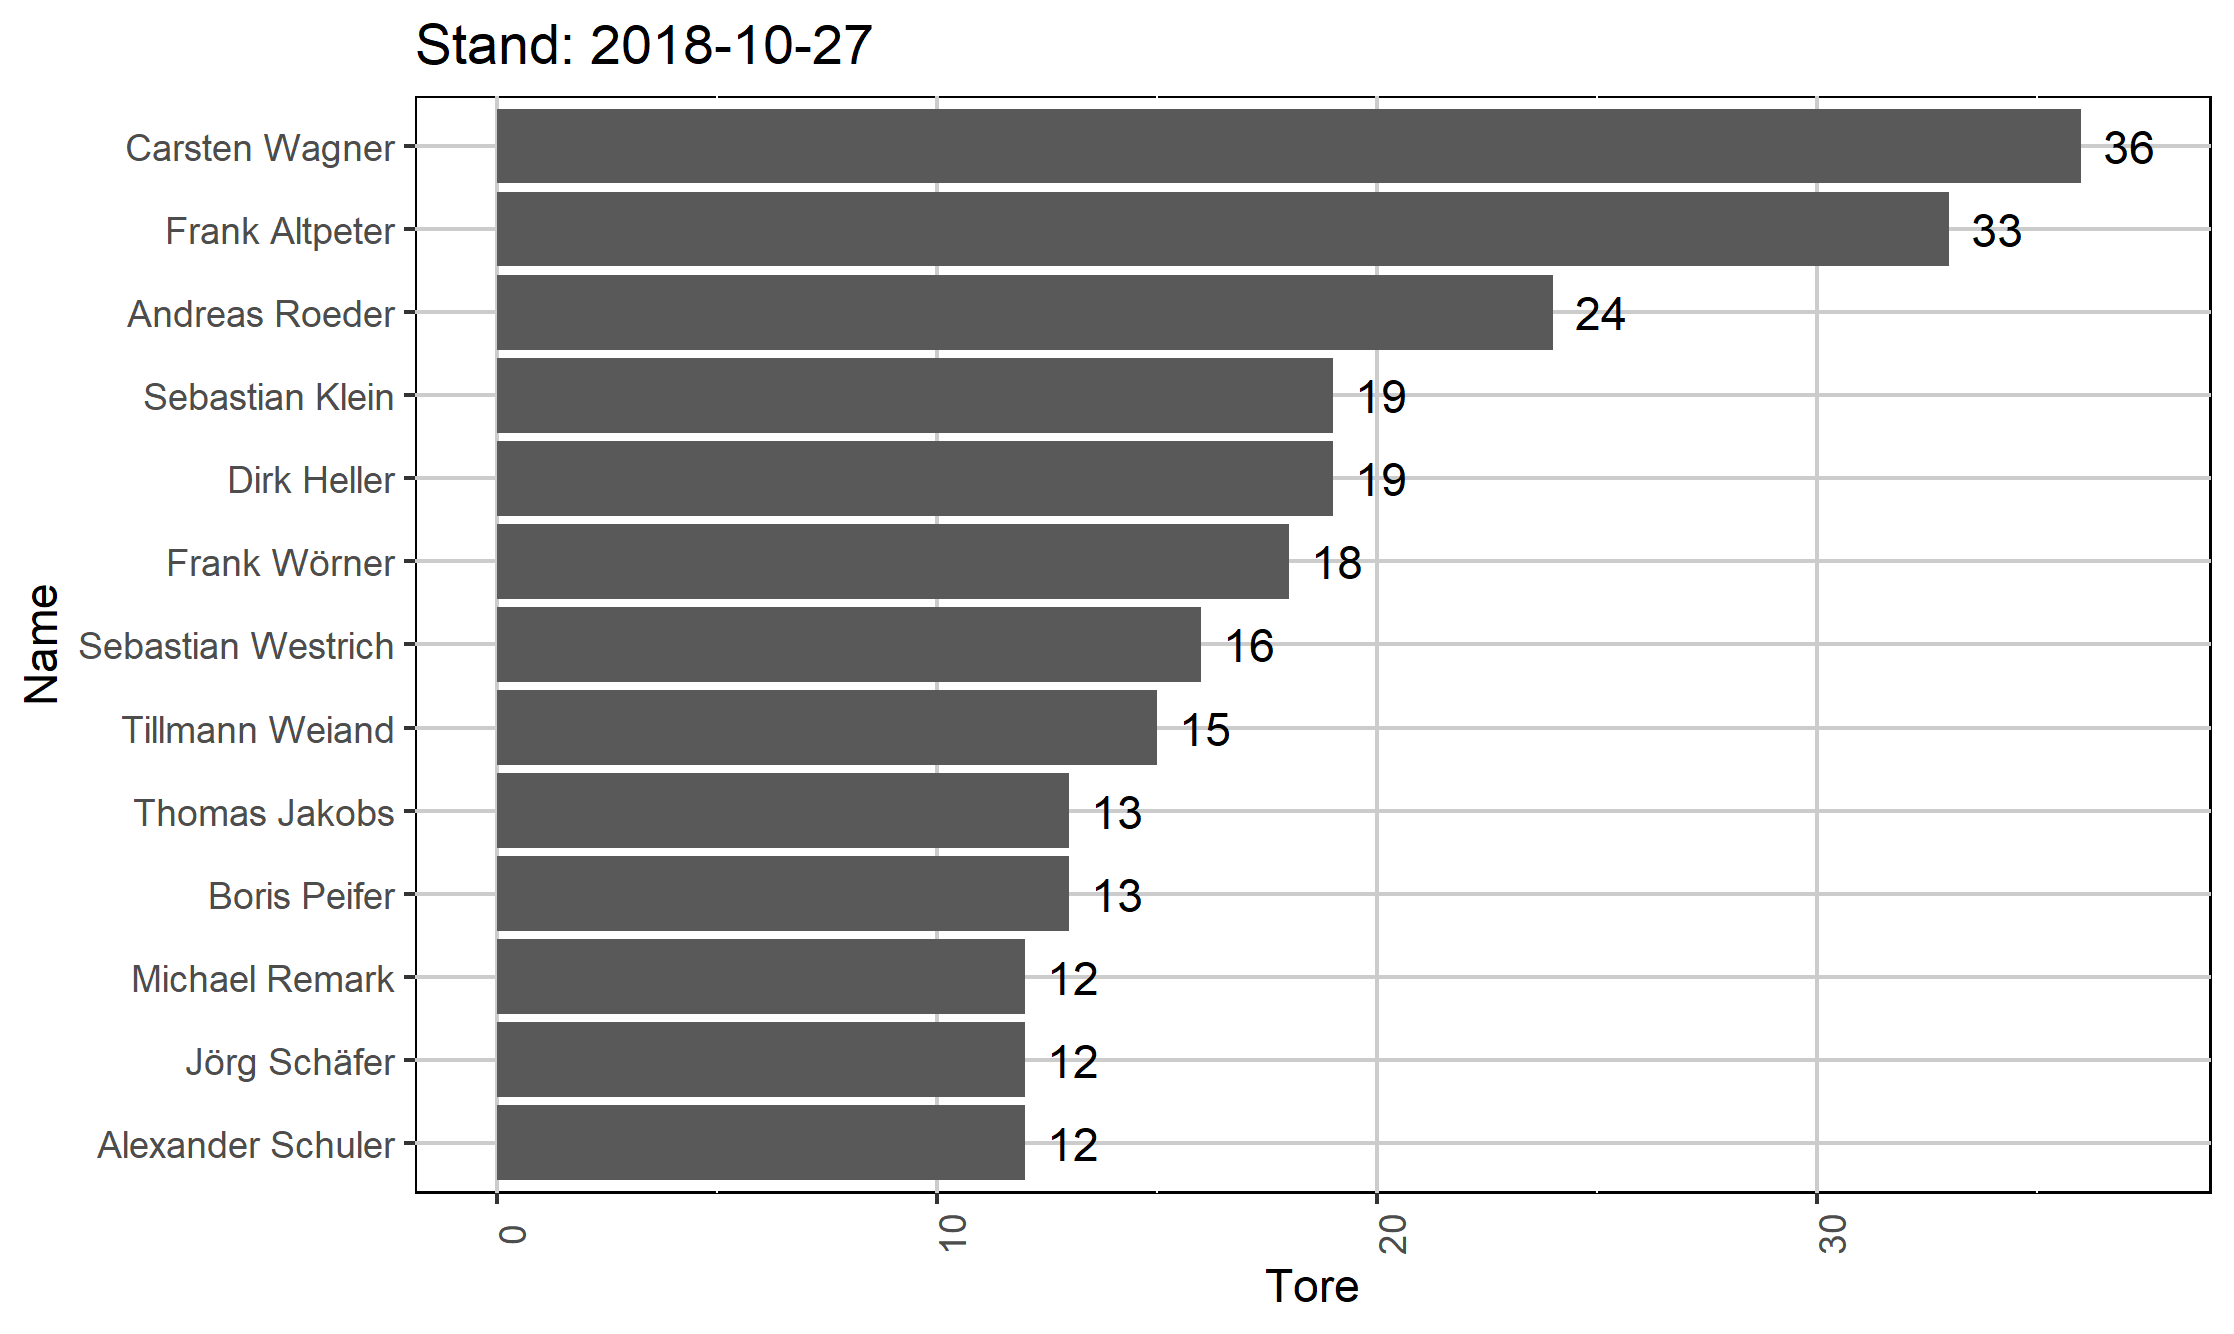 Stand: 2018-10-27
Carsten Wagner 36
Frank Altpeter 33
Andreas Roeder 24
Sebastian Klein 19
Dirk Heller 19
Frank Wörner 18
Sebastian Westrich 16
Tillmann Weiand 15
Thomas Jakobs 13
Boris Peifer 13
Michael Remark 12
Jörg Schäfer 12
Alexander Schuler 12
Name
0 10 20 30
Tore